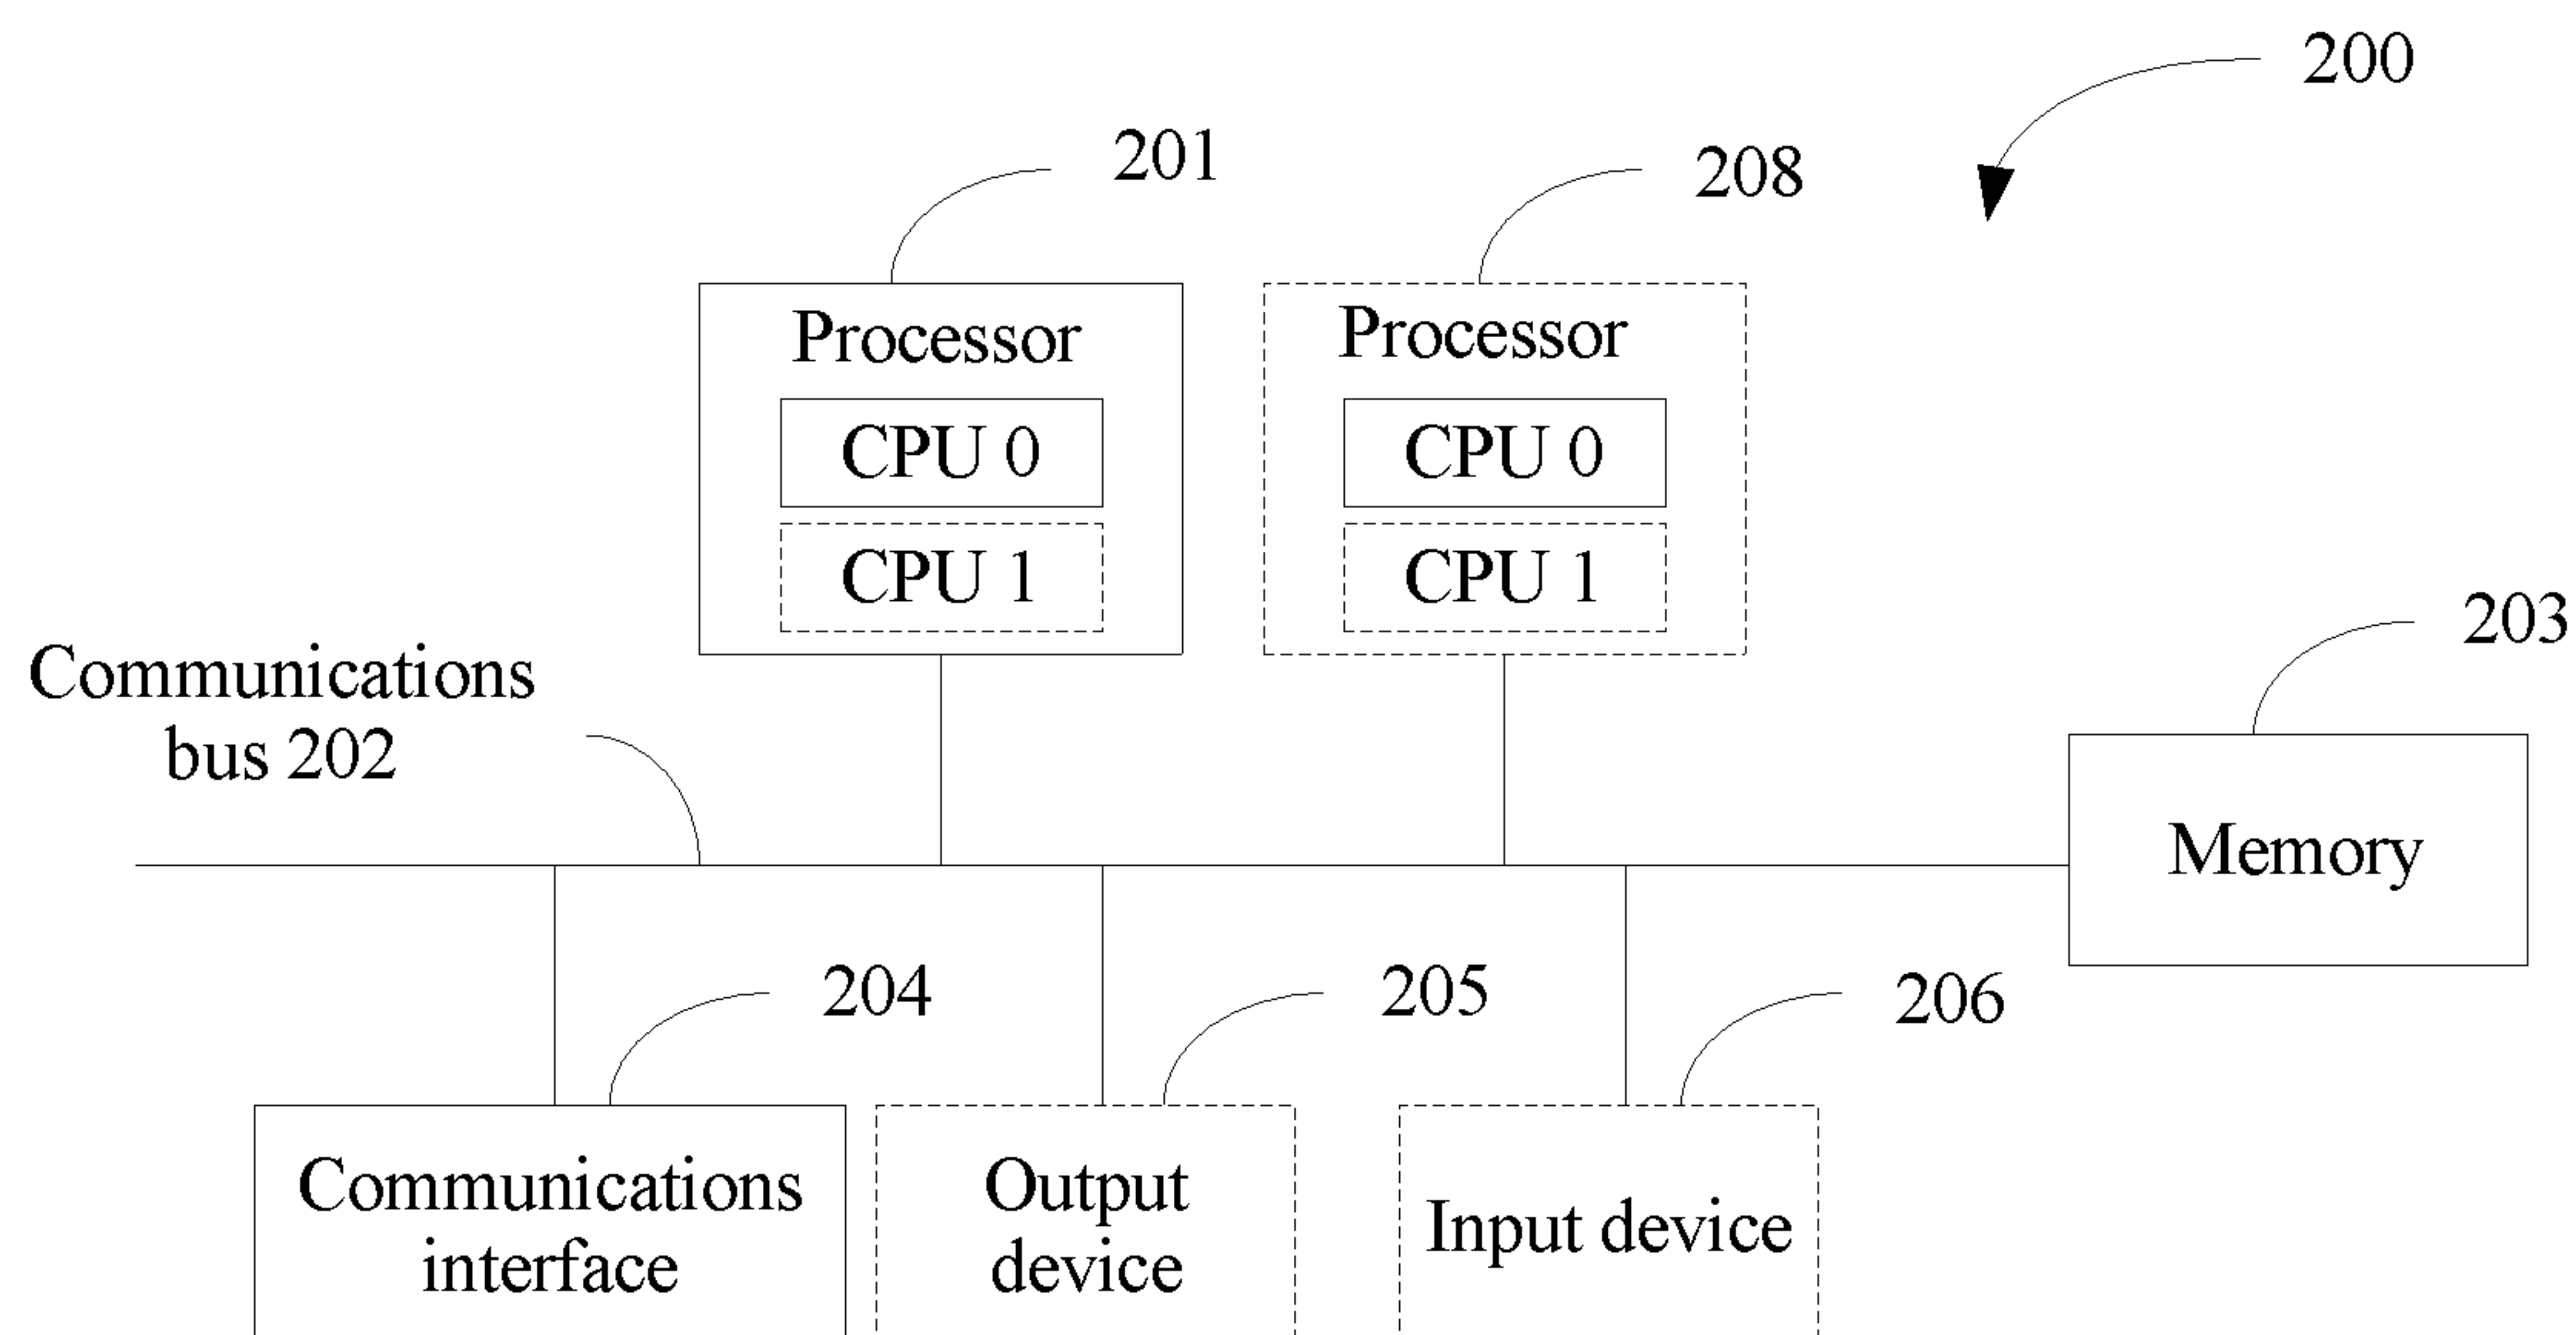 200
201
208
Processor
Processor
CPU 0
CPU 0
CPU 1
CPU 1
203
Communications
bus 202
Memory
204
205
206
Communications
interface
Output
device
Input device